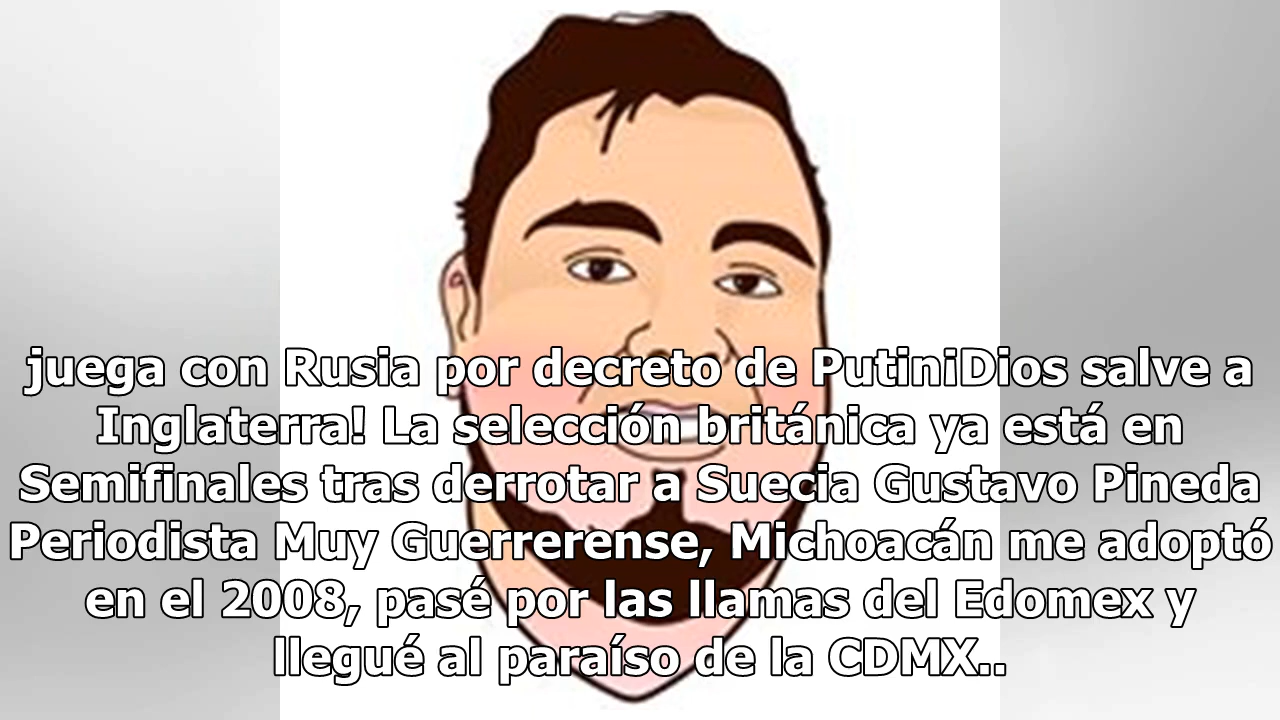 juega con Rusia por decreto de PutiniDios salve a
Inglaterra! La selección británica ya está en
Semifinales tras derrotar a Suecia Gustavo Pineda
Periodista Muy Guerrerense, Michoacán me adoptó
en el 2008, pasé por las llamas del Edomex y
llegué al paraíso de la CDMX..